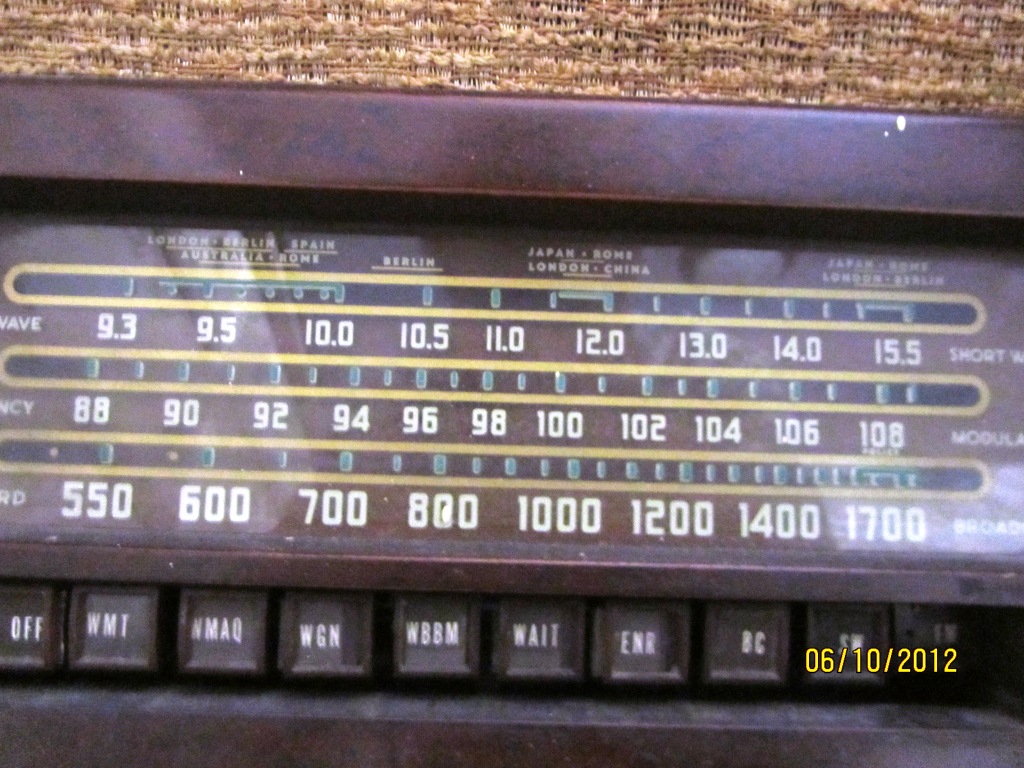 LONDON • BERLIN SPAIN
AUSTRALIA • ROME
BERLIN
JAPAN • ROME
LONDON • CHINA
JAPAN • ROME
LONDON • BERLIN
WAVE 9.3 9.5 10.0 10.5 11.0 12.0 13.0 14.0 15.5 SHORT W
NCY 88 90 92 94 96 98 100 102 104 106 108 MODULA
POLICE
RD 550 600 700 800 1000 1200 1400 1700 BROAD
OFF WMT WMAQ WGN WBBM WAIT ENR BC SW
06/10/2012